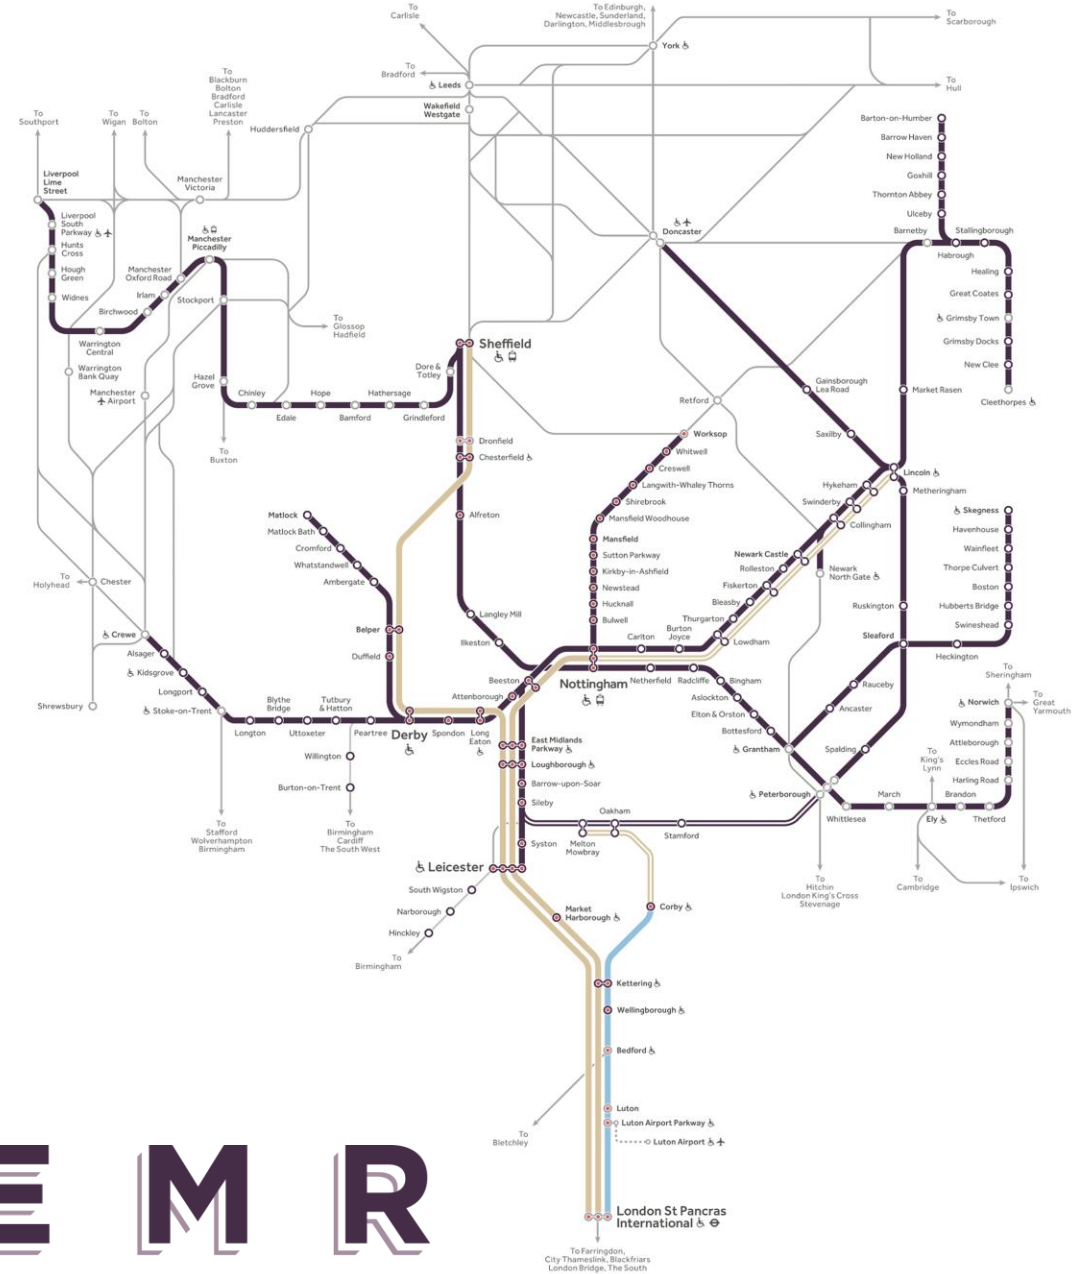 To
Carlisle
To Edinburgh,
Newcastle, Sunderland,
Darlington, Middlesbrough
To
Scarborough
York
To
Bradford
Leeds
To
Hull
To
Blackburn
Bolton
Bradford
Carlisle
Lancaster
Preston
Wakefield
Westgate
To
Southport
To
Wigan
To
Bolton
Huddersfield
Barton-on-Humber
Barrow Haven
New Holland
Goxhill
Thornton Abbey
Ulceby
Liverpool
Lime
Street
Manchester
Victoria
Liverpool
South
Parkway
Hunts
Cross
Hough
Green
Widnes
Manchester
Piccadilly
Manchester
Oxford Road
Irlam
Birchwood
Stockport
Doncaster
Barnetby
Stallingborough
Habrough
Healing
Great Coates
Grimsby Town
Grimsby Docks
New Clee
Cleethorpes
To
Glossop
Hadfield
Warrington
Central
Warrington
Bank Quay
Manchester
Airport
Hazel
Grove
Chinley
Edale
Hope
Bamford
Hathersage
Grindleford
Dore &
Totley
Sheffield
To
Buxton
Retford
Gainsborough
Lea Road
Market Rasen
Saxilby
Dronfield
Chesterfield
Worksop
Whitwell
Creswell
Langwith-Whaley Thorns
Shirebrook
Mansfield Woodhouse
Mansfield
Sutton Parkway
Kirkby-in-Ashfield
Newstead
Hucknall
Bulwell
Lincoln
Hykeham
Swinderby
Collingham
Metheringham
Newark Castle
Rolleston
Newark
North Gate
Fiskerton
Bleasby
Thurgarton
Lowdham
Burton
Joyce
Carlton
Skegness
Havenhouse
Wainfleet
Thorpe Culvert
Boston
Hubberts Bridge
Swineshead
Heckington
Ruskington
Sleaford
Rauceby
Ancaster
Spalding
Alfreton
Langley Mill
Ilkeston
Matlock
Matlock Bath
Cromford
Whatstandwell
Ambergate
Belper
Duffield
To
Holyhead
Chester
Crewe
Alsager
Kidsgrove
Longport
Stoke-on-Trent
Shrewsbury
Longton
Blythe
Bridge
Uttoxeter
Tutbury
& Hatton
Peartree
Derby
Spondon
Long
Eaton
Attenborough
Beeston
Nottingham
Netherfield
Radcliffe
Bingham
Aslockton
Elton & Orston
Bottesford
Grantham
Peterborough
Willington
Burton-on-Trent
To
Stafford
Wolverhampton
Birmingham
To
Birmingham
Cardiff
The South West
East Midlands
Parkway
Loughborough
Barrow-upon-Soar
Sileby
Syston
Leicester
Oakham
Melton
Mowbray
Stamford
To
Sheringham
Norwich
To
Great
Yarmouth
Wymondham
Attleborough
Eccles Road
Harling Road
To
King's
Lynn
Whittlesea
March
Ely
Brandon
Thetford
To
Hitchin
London King's Cross
Stevenage
To
Cambridge
To
Ipswich
South Wigston
Narborough
Hinckley
To
Birmingham
Market
Harborough
Corby
Kettering
Wellingborough
Bedford
To
Bletchley
Luton
Luton Airport Parkway
Luton Airport
London St Pancras
International
To Farringdon,
City Thameslink, Blackfriars
London Bridge, The South
E M R